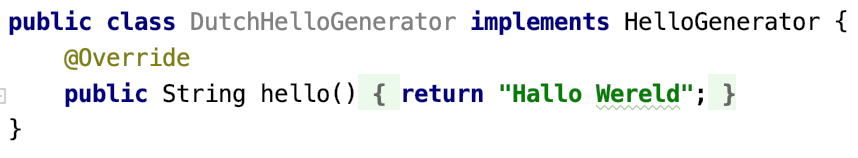 public class DutchHelloGenerator implements HelloGenerator {
    @Override
    public String hello() { return "Hallo Wereld"; }
}